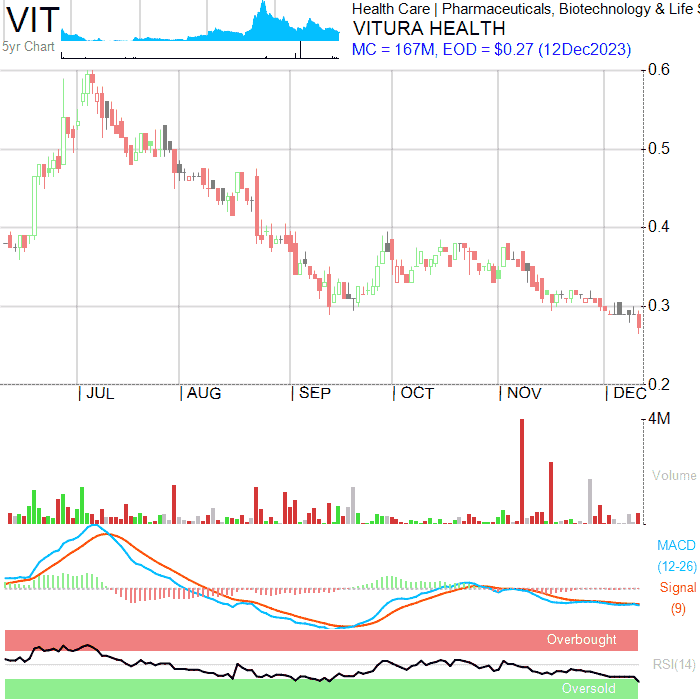 VIT
5yr Chart
Health Care | Pharmaceuticals, Biotechnology & Life
VITURA HEALTH
MC = 167M, EOD = $0.27 (12Dec2023)
0.6
0.5
0.4
0.3
0.2
JUL AUG SEP OCT NOV DEC
4M
Volume
MACD
(12-26)
Signal
(9)
Overbought
RSI(14)
Oversold